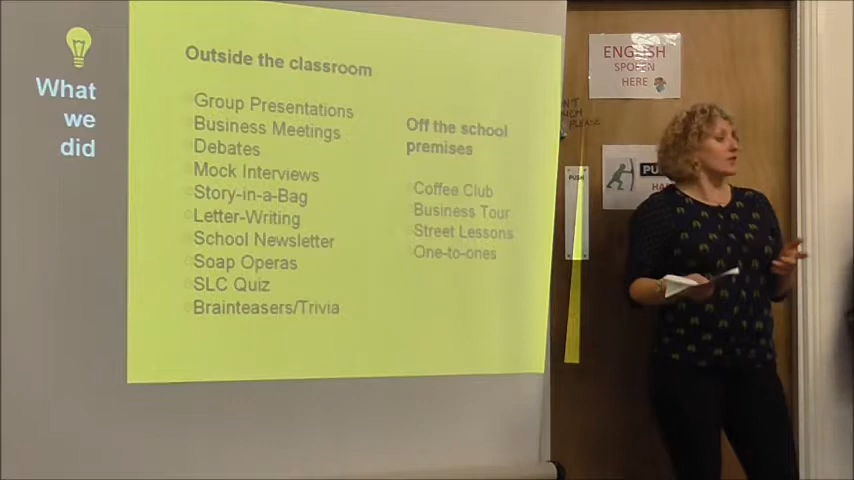 What
we
did
Outside the classroom
Group Presentations
Business Meetings
Debates
Mock Interviews
Story-in-a-Bag
Letter-Writing
School Newsletter
Soap Operas
SLC Quiz
Brainteasers/Trivia
Off the school
premises
Coffee Club
Business Tour
Street Lessons
One-to-ones
ENGLISH
SPOKEN
HERE
PLEASE
PUSH